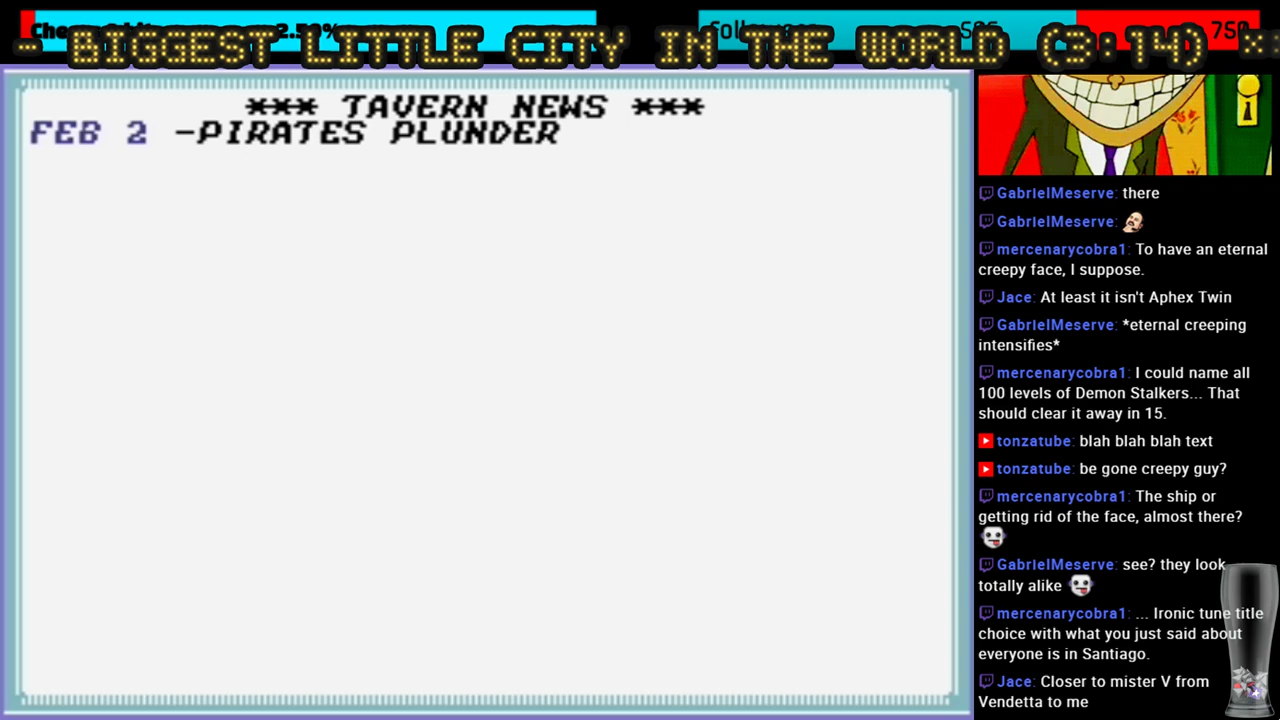 - BIGGEST LITTLE CITY IN THE WORLD (3:14)
*** TAVERN NEWS ***
FEB 2 -PIRATES PLUNDER
GabrielMeserve: there
GabrielMeserve:
mercenarycobra1: To have an eternal
creepy face, I suppose.
Jace: At least it isn't Aphex Twin
GabrielMeserve: *eternal creeping
intensifies*
mercenarycobra1: I could name all
100 levels of Demon Stalkers... That
should clear it away in 15.
tonzatube: blah blah blah text
tonzatube: be gone creepy guy?
mercenarycobra1: The ship or
getting rid of the face, almost there?
GabrielMeserve: see? they look
totally alike
mercenarycobra1: ... Ironic tune title
choice with what you just said about
everyone is in Santiago.
Jace: Closer to mister V from
Vendetta to me